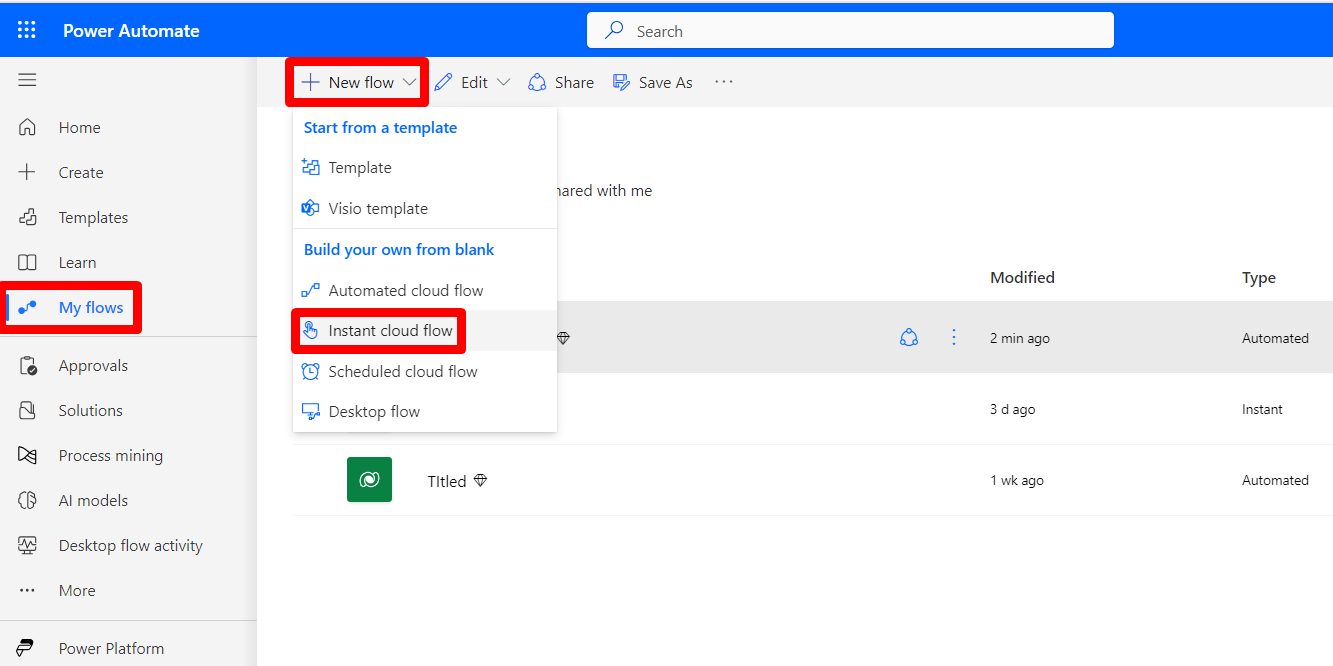 Power Automate
Search
New flow
Edit
Share
Save As
Home
Create
Templates
Learn
My flows
Approvals
Solutions
Process mining
AI models
Desktop flow activity
More
Power Platform
Start from a template
Template
Visio template
Build your own from blank
Automated cloud flow
Instant cloud flow
Scheduled cloud flow
Desktop flow
with me
Modified Type
2 min ago Automated
3 d ago Instant
TItled 1 wk ago Automated